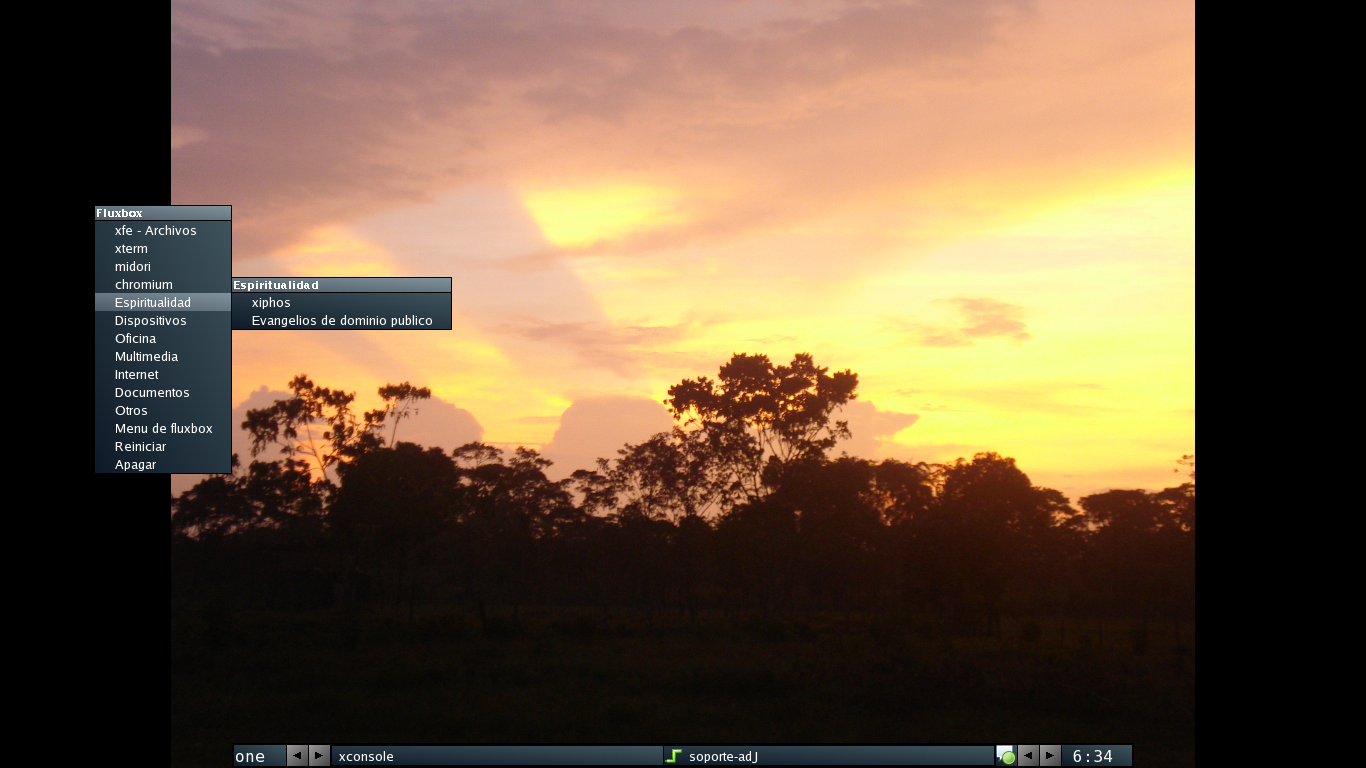 Fluxbox
xfe - Archivos
xterm
midori
chromium
Espiritualidad
Dispositivos
Oficina
Multimedia
Internet
Documentos
Otros
Menu de fluxbox
Reiniciar
Apagar
Espiritualidad
xiphos
Evangelios de dominio publico
one xconsole soporte-adJ 6:34